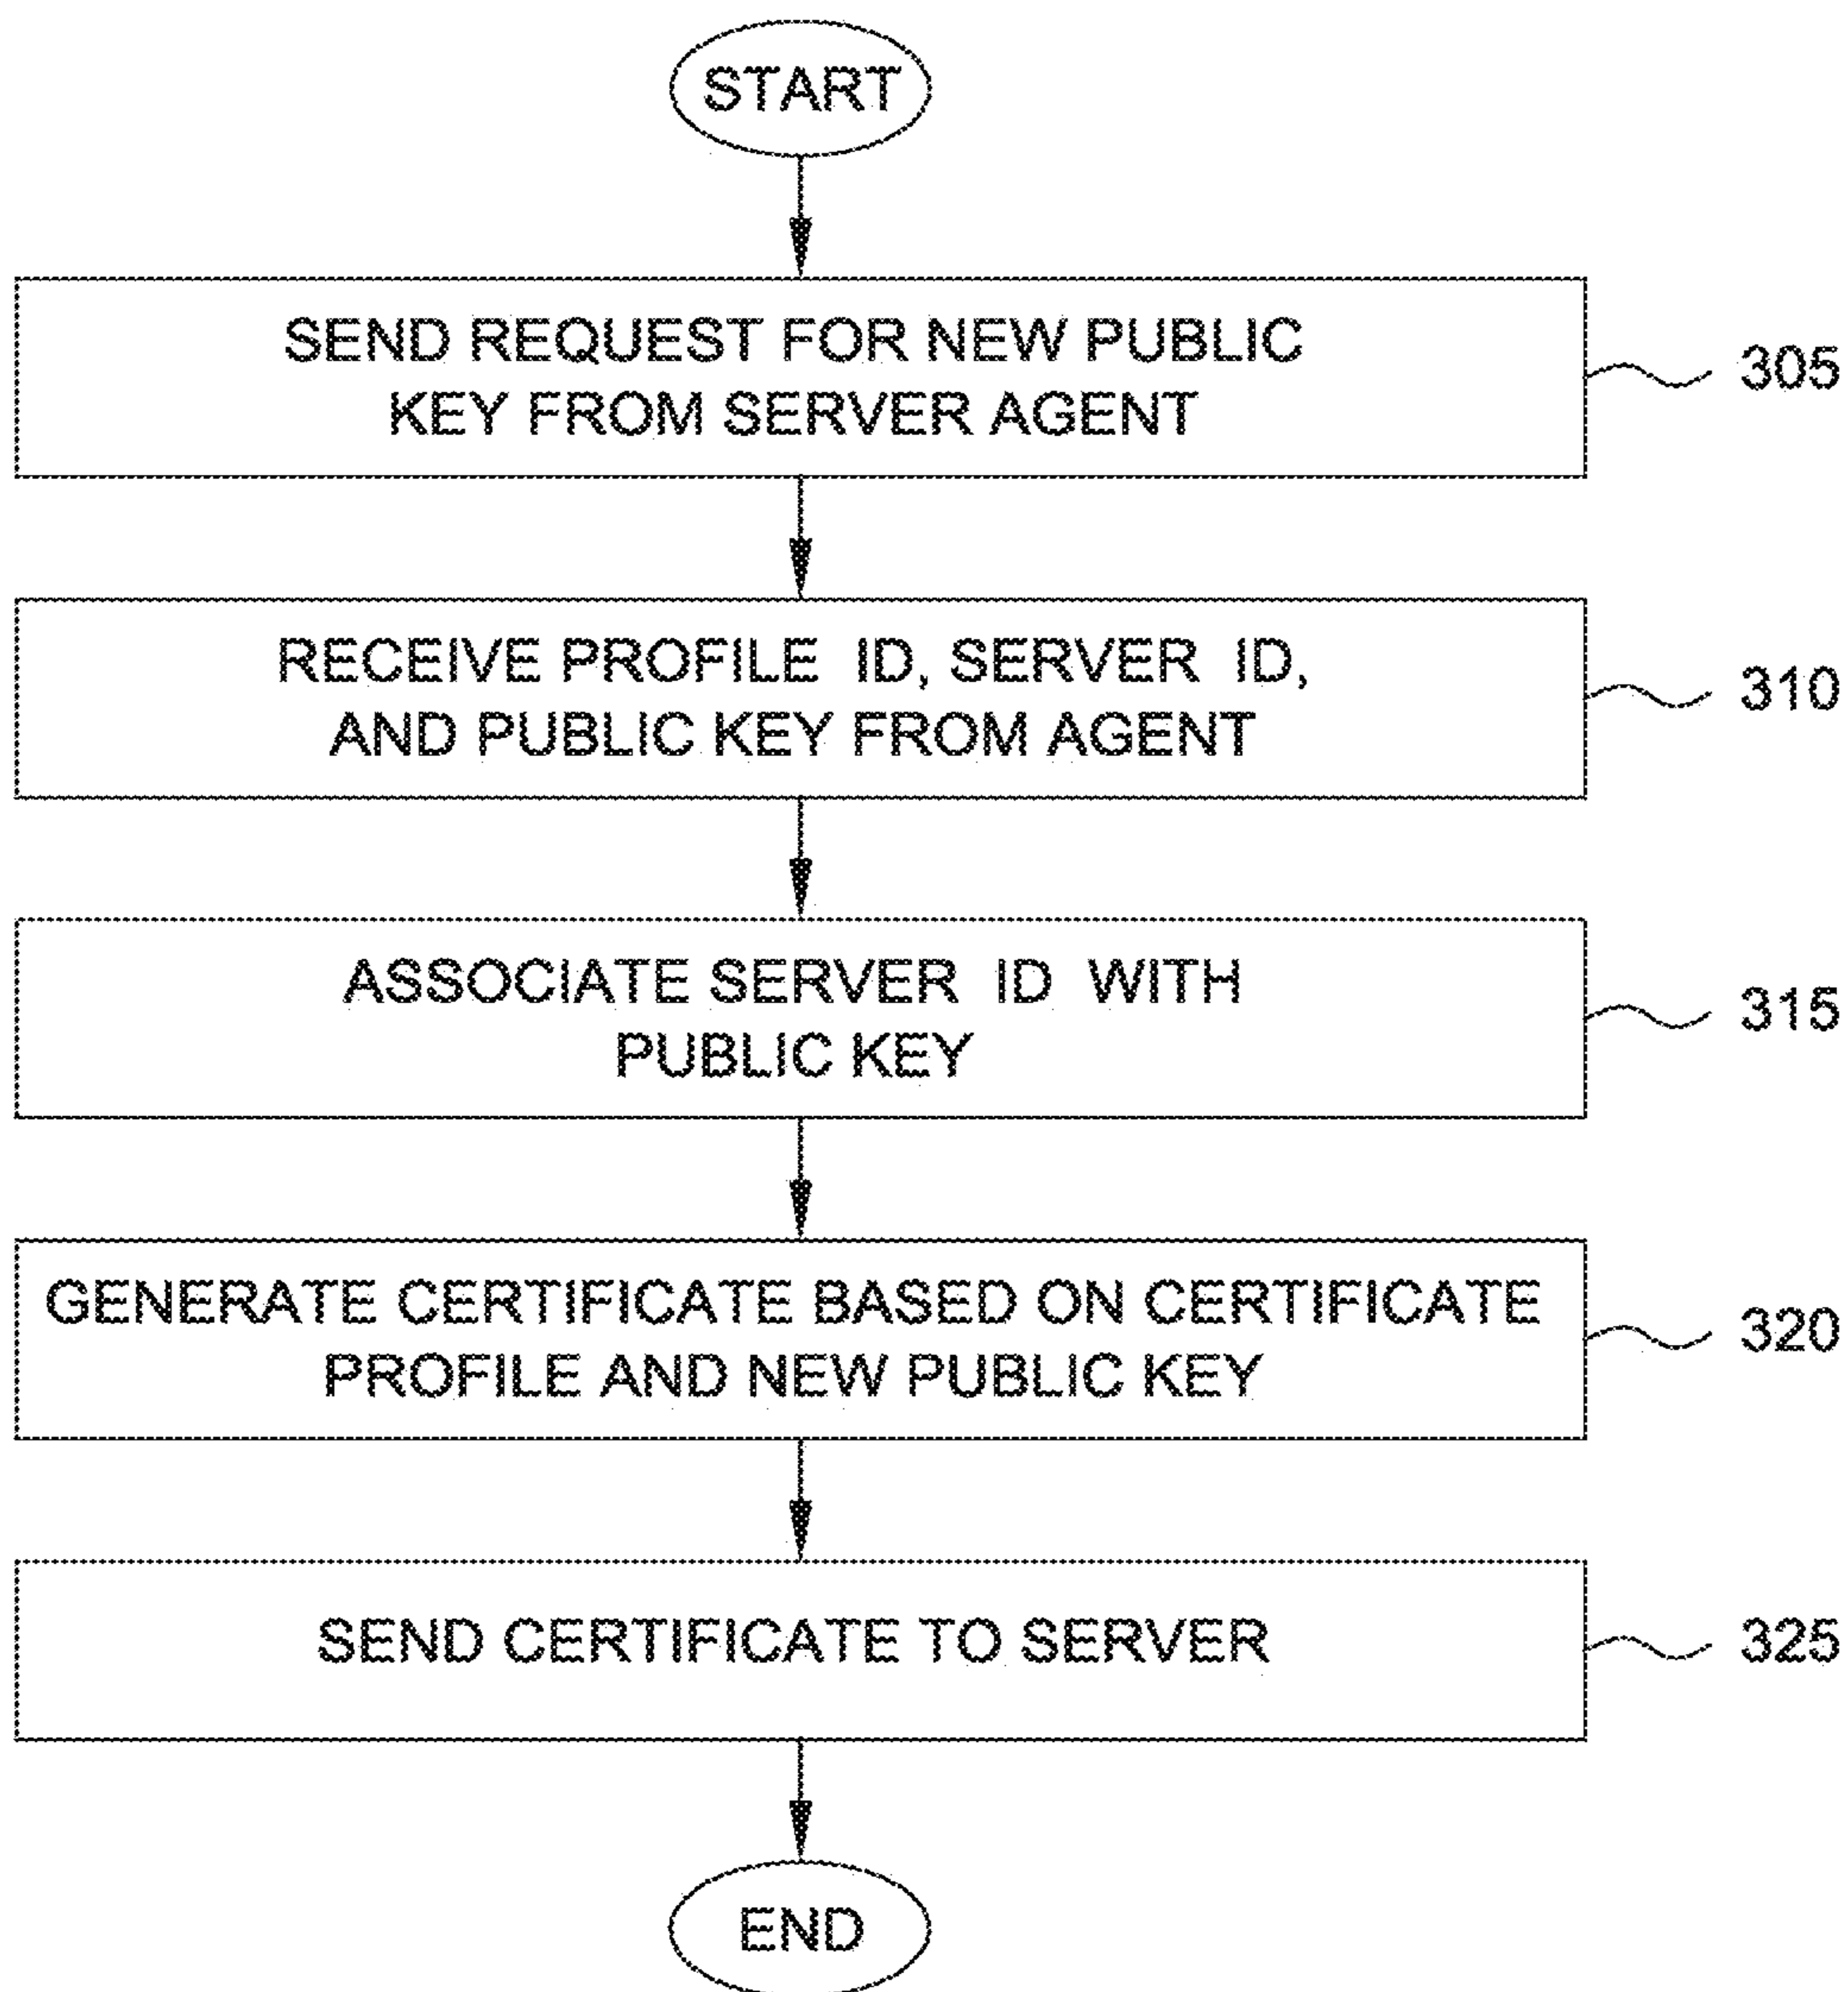 START
SEND REQUEST FOR NEW PUBLIC
KEY FROM SERVER AGENT
305
RECEIVE PROFILE ID, SERVER ID,
AND PUBLIC KEY FROM AGENT
310
ASSOCIATE SERVER ID WITH
PUBLIC KEY
315
GENERATE CERTIFICATE BASED ON CERTIFICATE
PROFILE AND NEW PUBLIC KEY
320
SEND CERTIFICATE TO SERVER
325
END